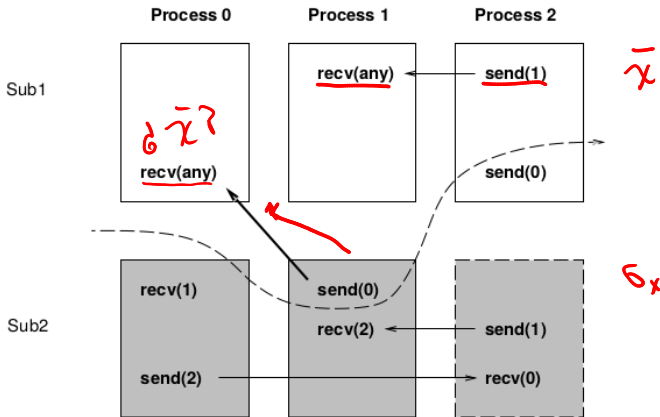 Process 0 Process 1 Process 2
Sub1 recv(any) send(1) x̄
x̄?
recv(any) send(0)
x
recv(1) send(0) σx
Sub2 recv(2) send(1)
send(2) recv(0)